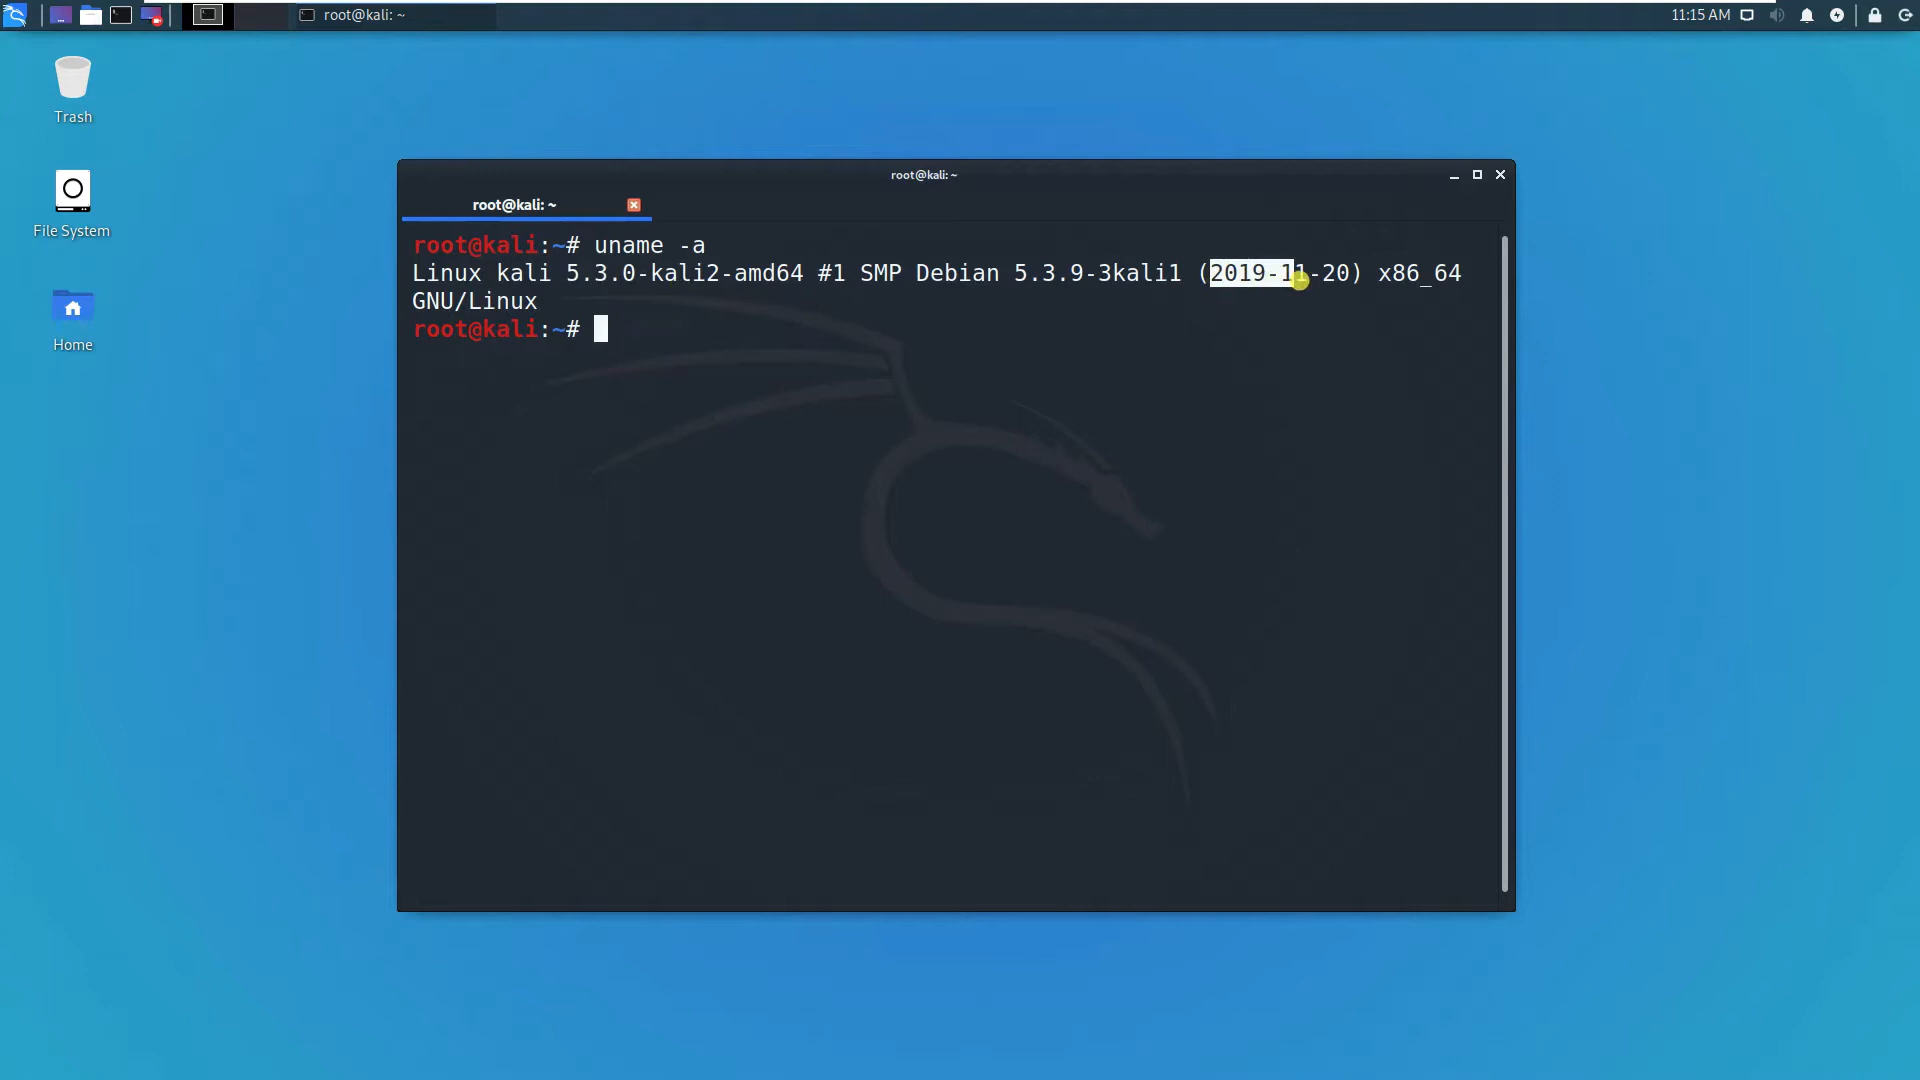 root@kali: ~
11:15 AM
Trash
File System
Home
root@kali: ~
root@kali: ~
root@kali:~# uname -a
Linux kali 5.3.0-kali2-amd64 #1 SMP Debian 5.3.9-3kali1 (2019-11-20) x86_64
GNU/Linux
root@kali:~#